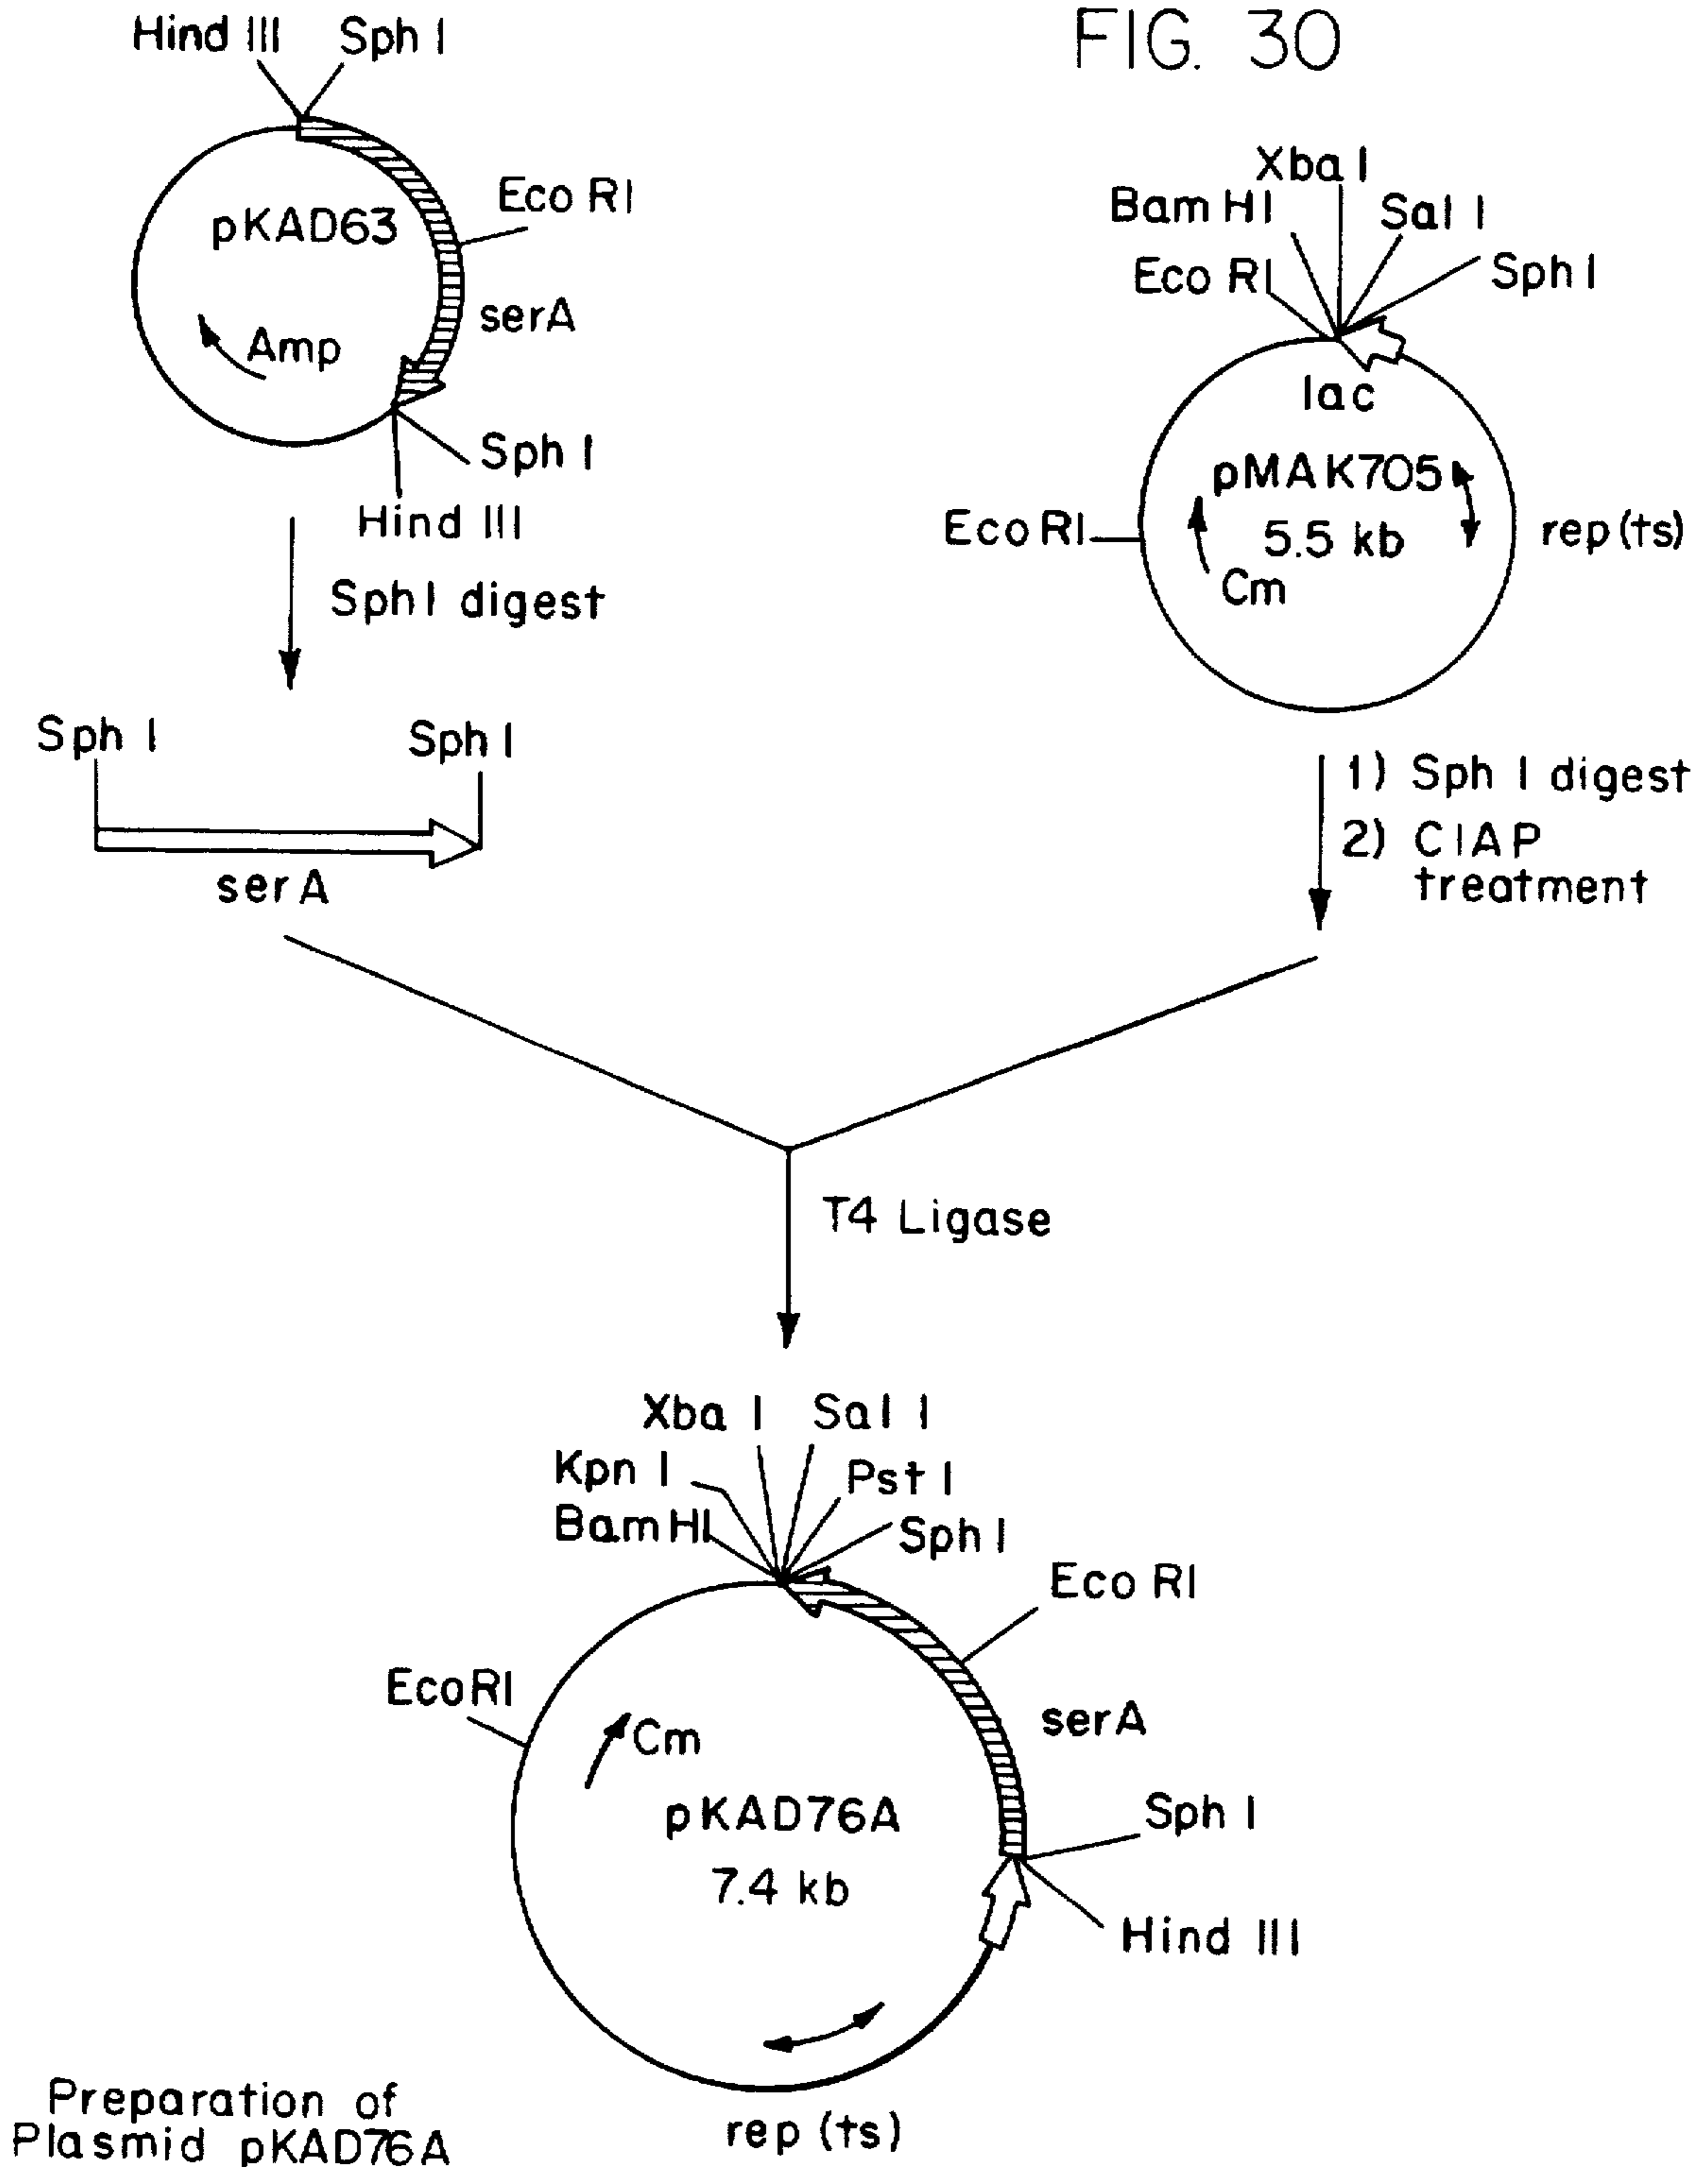 FIG. 30
Hind III
Sph I
pKAD63
Eco RI
serA
Amp
Sph I
Hind III
Sph I digest
Xba I
Bam HI
Sal I
Eco RI
Sph I
lac
pMAK705
5.5 kb
Eco RI
rep (ts)
Cm
Sph I
Sph I
serA
1) Sph I digest
2) CIAP
treatment
T4 Ligase
Xba I
Sal I
Kpn I
Pst I
Bam HI
Sph I
Eco RI
Eco RI
Cm
serA
pKAD76A
7.4 kb
Sph I
Hind III
rep (ts)
Preparation of
Plasmid pKAD76A